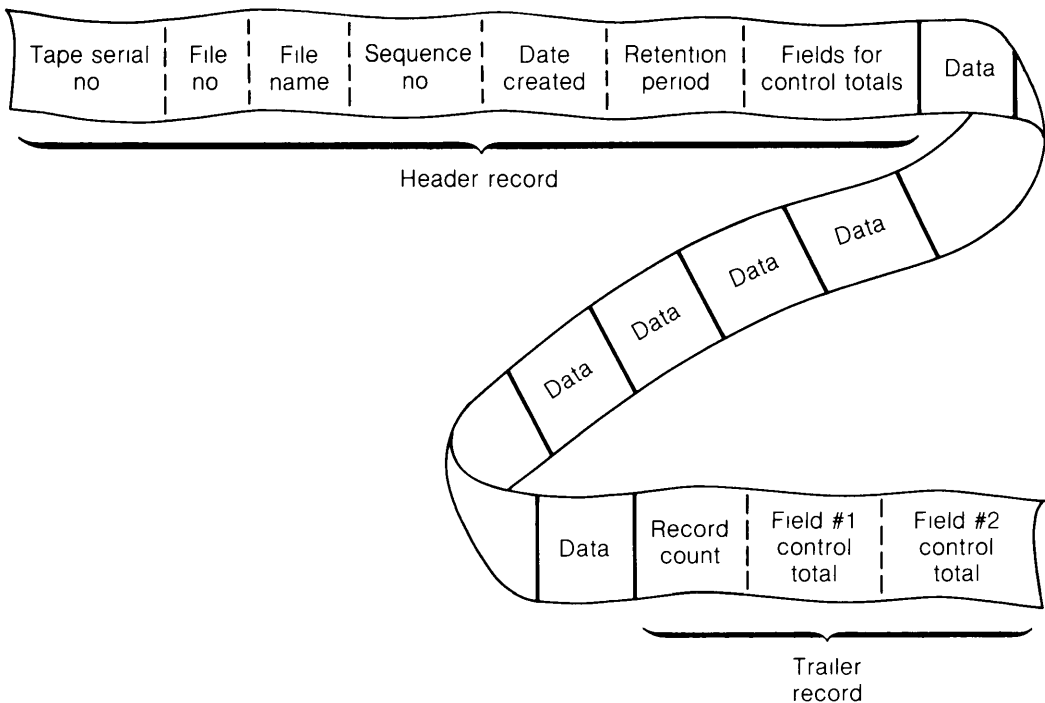 Tape serial
no
File
no
File
name
Sequence
no
Date
created
Retention
period
Fields for
control totals
Data
Header record
Data
Data
Data
Data
Data
Record
count
Field #1
control
total
Field #2
control
total
Trailer
record